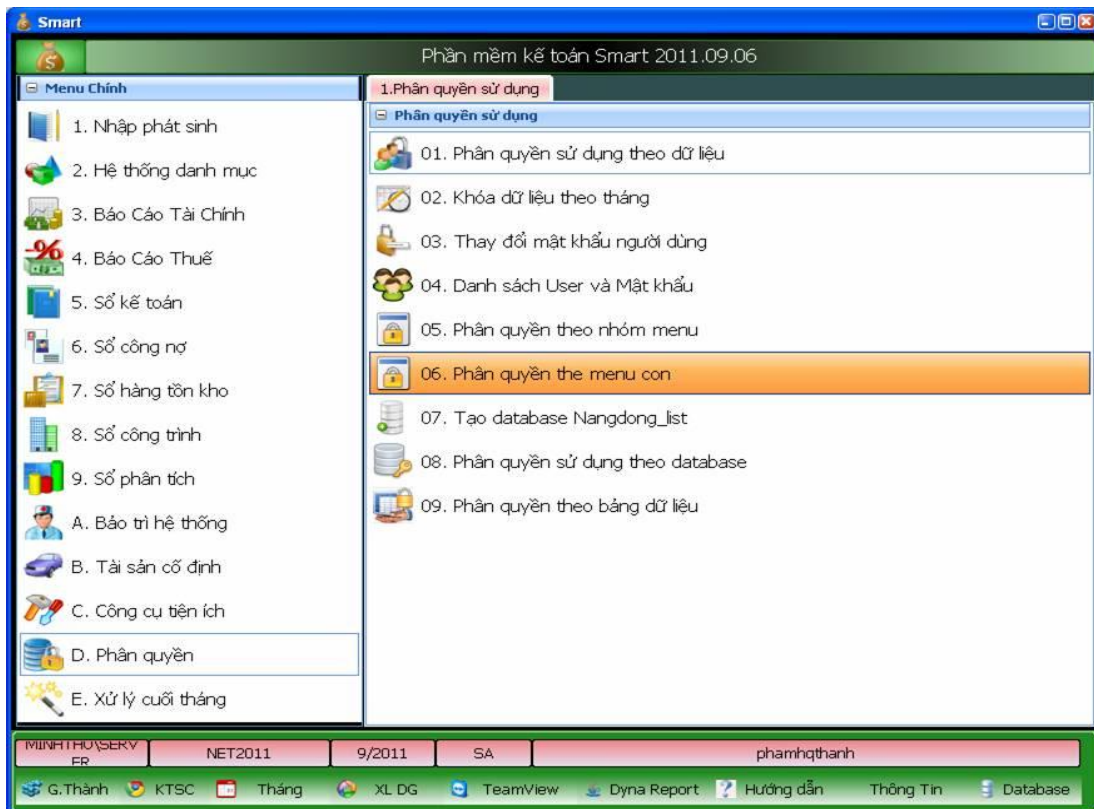 Smart
Phần mềm kế toán Smart 2011.09.06
Menu Chính
1. Nhập phát sinh
2. Hệ thống danh mục
3. Báo Cáo Tài Chính
4. Báo Cáo Thuế
5. Sổ kế toán
6. Sổ công nợ
7. Sổ hàng tồn kho
8. Sổ công trình
9. Sổ phân tích
A. Bảo trì hệ thống
B. Tài sản cố định
C. Công cụ tiện ích
D. Phân quyền
E. Xử lý cuối tháng
1.Phân quyền sử dụng
Phân quyền sử dụng
01. Phân quyền sử dụng theo dữ liệu
02. Khóa dữ liệu theo tháng
03. Thay đổi mật khẩu người dùng
04. Danh sách User và Mật khẩu
05. Phân quyền theo nhóm menu
06. Phân quyền the menu con
07. Tạo database Nangdong_list
08. Phân quyền sử dụng theo database
09. Phân quyền theo bảng dữ liệu
MINHTHU\SERV
ER
NET2011
9/2011
SA
phamhqthanh
G.Thành KTSC Tháng XL DG TeamView Dyna Report Hướng dẫn Thông Tin Database